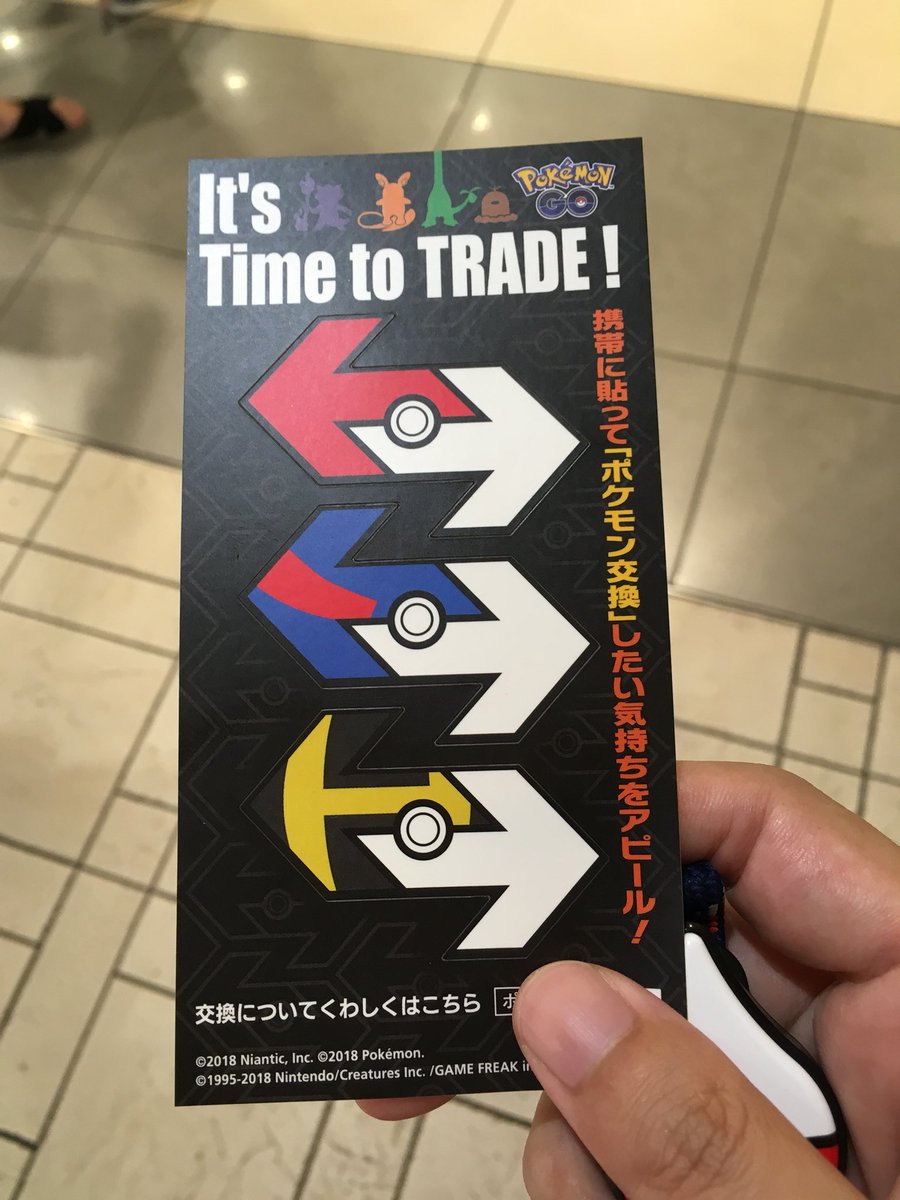 It's
POKÉMON
GO
Time to TRADE !
携帯に貼って「ポケモン交換」したい気持ちをアピール！
交換についてくわしくはこちら
©2018 Niantic, Inc. ©2018 Pokémon.
©1995-2018 Nintendo/Creatures Inc. /GAME FREAK